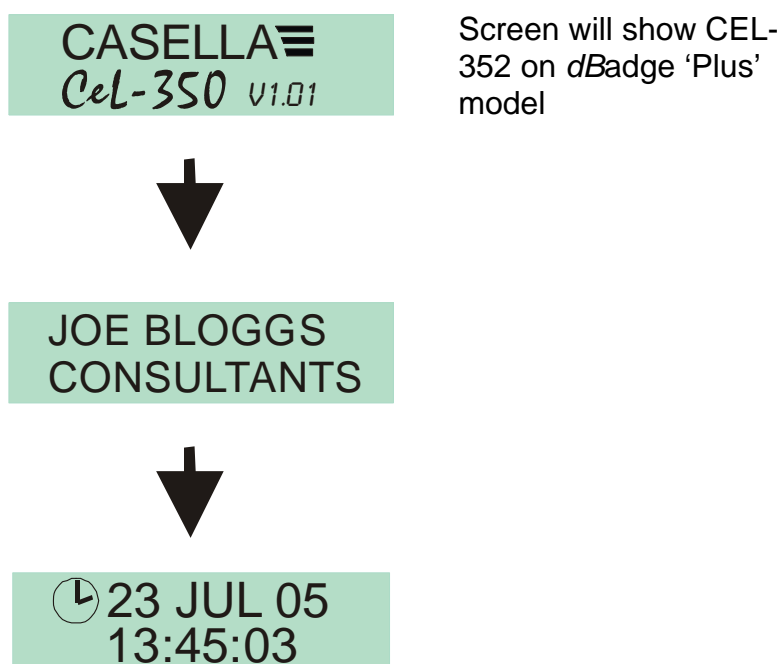 CASELLA
CeL-350 V1.01
Screen will show CEL-
352 on dBadge ‘Plus’
model
JOE BLOGGS
CONSULTANTS
23 JUL 05
13:45:03